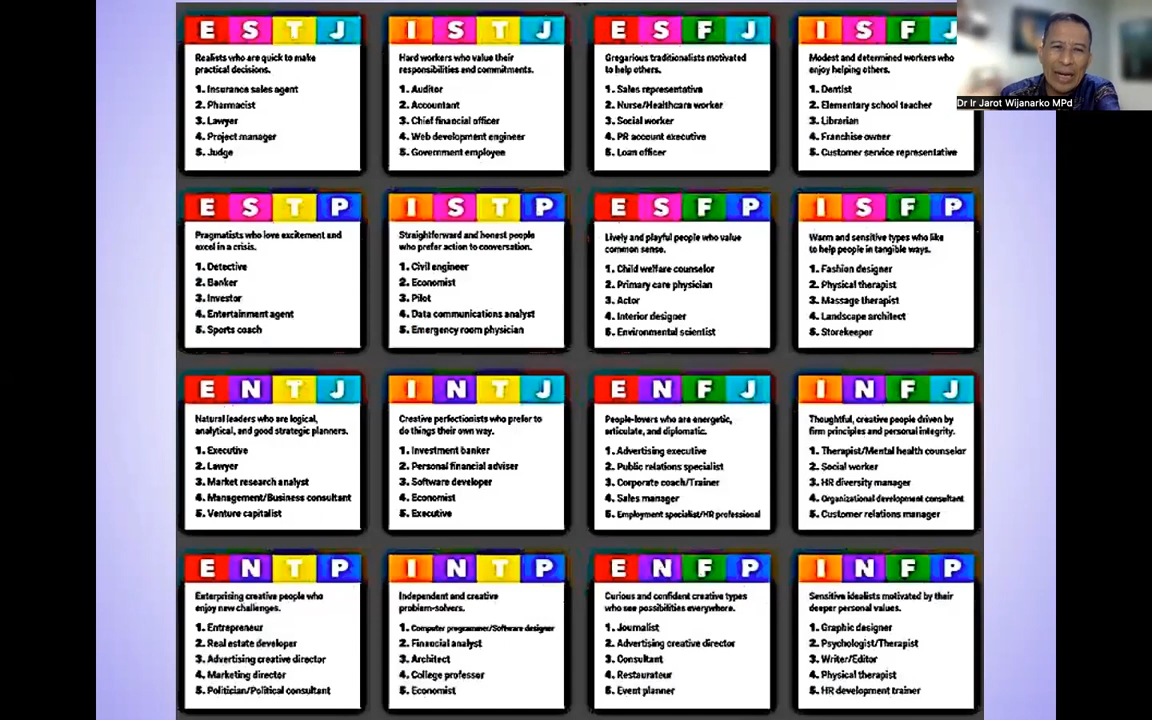 ESTJ
Realists who are quick to make
practical decisions.
1. Insurance sales agent
2. Pharmacist
3. Lawyer
4. Project manager
5. Judge
ISTJ
Hard workers who value their
responsibilities and commitments.
1. Auditor
2. Accountant
3. Chief financial officer
4. Web development engineer
5. Government employee
ESFJ
Gregarious traditionalists motivated
to help others.
1. Sales representative
2. Nurse/Healthcare worker
3. Social worker
4. PR account executive
5. Loan officer
ISFJ
Modest and determined workers who
enjoy helping others.
1. Dentist
2. Elementary school teacher
3. Librarian
4. Franchise owner
5. Customer service representative
Dr Ir Jarot Wijanarko MPd
ESTP
Pragmatists who love excitement and
excel in a crisis.
1. Detective
2. Banker
3. Investor
4. Entertainment agent
5. Sports coach
ISTP
Straightforward and honest people
who prefer action to conversation.
1. Civil engineer
2. Economist
3. Pilot
4. Data communications analyst
5. Emergency room physician
ESFP
Lively and playful people who value
common sense.
1. Child welfare counselor
2. Primary care physician
3. Actor
4. Interior designer
5. Environmental scientist
ISFP
Warm and sensitive types who like
to help people in tangible ways.
1. Fashion designer
2. Physical therapist
3. Massage therapist
4. Landscape architect
5. Storekeeper
ENTJ
Natural leaders who are logical,
analytical, and good strategic planners.
1. Executive
2. Lawyer
3. Market research analyst
4. Management/Business consultant
5. Venture capitalist
INTJ
Creative perfectionists who prefer to
do things their own way.
1. Investment banker
2. Personal financial adviser
3. Software developer
4. Economist
5. Executive
ENFJ
People-lovers who are energetic,
articulate, and diplomatic.
1. Advertising executive
2. Public relations specialist
3. Corporate coach/Trainer
4. Sales manager
5. Employment specialist/HR professional
INFJ
Thoughtful, creative people driven by
firm principles and personal integrity.
1. Therapist/Mental health counselor
2. Social worker
3. HR diversity manager
4. Organizational development consultant
5. Customer relations manager
ENTP
Enterprising creative people who
enjoy new challenges.
1. Entrepreneur
2. Real estate developer
3. Advertising creative director
4. Marketing director
5. Politician/Political consultant
INTP
Independent and creative
problem-solvers.
1. Computer programmer/Software designer
2. Financial analyst
3. Architect
4. College professor
5. Economist
ENFP
Curious and confident creative types
who see possibilities everywhere.
1. Journalist
2. Advertising creative director
3. Consultant
4. Restaurateur
5. Event planner
INFP
Sensitive idealists motivated by their
deeper personal values.
1. Graphic designer
2. Psychologist/Therapist
3. Writer/Editor
4. Physical therapist
5. HR development trainer